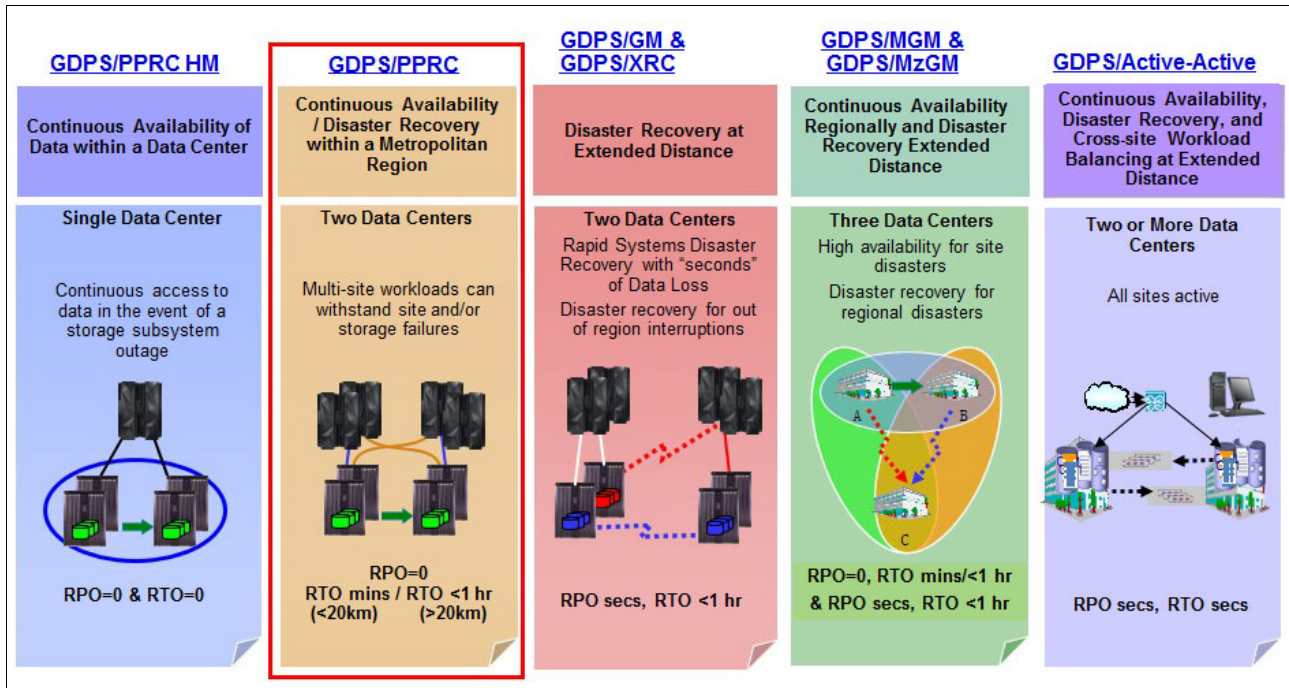 GDPS/PPRC HM
Continuous Availability of
Data within a Data Center
Single Data Center
Continuous access to
data in the event of a
storage subsystem
outage
RPO=0 & RTO=0
GDPS/PPRC
Continuous Availability
/ Disaster Recovery
within a Metropolitan
Region
Two Data Centers
Multi-site workloads can
withstand site and/or
storage failures
RPO=0
RTO mins / RTO <1 hr
(<20km) (>20km)
GDPS/GM &
GDPS/XRC
Disaster Recovery at
Extended Distance
Two Data Centers
Rapid Systems Disaster
Recovery with “seconds”
of Data Loss
Disaster recovery for out
of region interruptions
RPO secs, RTO <1 hr
GDPS/MGM &
GDPS/MzGM
Continuous Availability
Regionally and Disaster
Recovery Extended
Distance
Three Data Centers
High availability for site
disasters
Disaster recovery for
regional disasters
A
B
C
RPO=0, RTO mins/<1 hr
& RPO secs, RTO <1 hr
GDPS/Active-Active
Continuous Availability,
Disaster Recovery, and
Cross-site Workload
Balancing at Extended
Distance
Two or More Data
Centers
All sites active
RPO secs, RTO secs